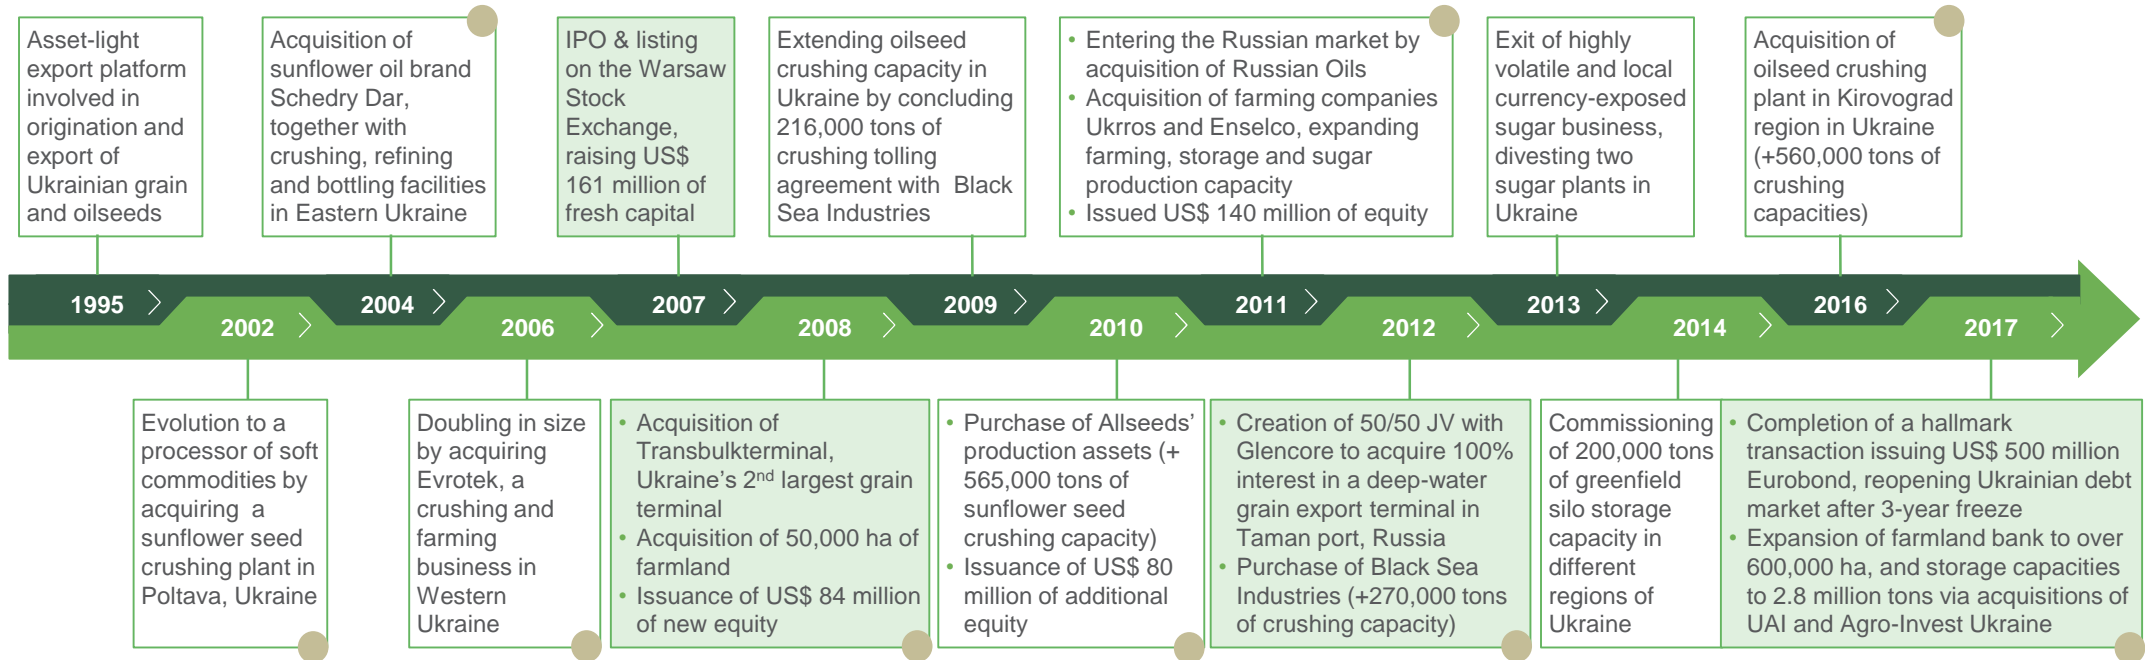 Asset-light
export platform
involved in
origination and
export of
Ukrainian grain
and oilseeds
Acquisition of
sunflower oil brand
Schedry Dar,
together with
crushing, refining
and bottling facilities
in Eastern Ukraine
IPO & listing
on the Warsaw
Stock
Exchange,
raising US$
161 million of
fresh capital
Extending oilseed
crushing capacity in
Ukraine by concluding
216,000 tons of
crushing tolling
agreement with  Black
Sea Industries
• Entering the Russian market by
acquisition of Russian Oils
• Acquisition of farming companies
Ukrros and Enselco, expanding
farming, storage and sugar
production capacity
• Issued US$ 140 million of equity
Exit of highly
volatile and local
currency-exposed
sugar business,
divesting two
sugar plants in
Ukraine
Acquisition of
oilseed crushing
plant in Kirovograd
region in Ukraine
(+560,000 tons of
crushing
capacities)
1995
2002
2004
2006
2007
2008
2009
2010
2011
2012
2013
2014
2016
2017
Evolution to a
processor of soft
commodities by
acquiring  a
sunflower seed
crushing plant in
Poltava, Ukraine
Doubling in size
by acquiring
Evrotek, a
crushing and
farming
business in
Western
Ukraine
• Acquisition of
Transbulkterminal,
Ukraine's 2nd largest grain
terminal
• Acquisition of 50,000 ha of
farmland
• Issuance of US$ 84 million
of new equity
• Purchase of Allseeds'
production assets (+
565,000 tons of
sunflower seed
crushing capacity)
• Issuance of US$ 80
million of additional
equity
• Creation of 50/50 JV with
Glencore to acquire 100%
interest in a deep-water
grain export terminal in
Taman port, Russia
• Purchase of Black Sea
Industries (+270,000 tons
of crushing capacity)
Commissioning
of 200,000 tons
of greenfield
silo storage
capacity in
different
regions of
Ukraine
• Completion of a hallmark
transaction issuing US$ 500 million
Eurobond, reopening Ukrainian debt
market after 3-year freeze
• Expansion of farmland bank to over
600,000 ha, and storage capacities
to 2.8 million tons via acquisitions of
UAI and Agro-Invest Ukraine